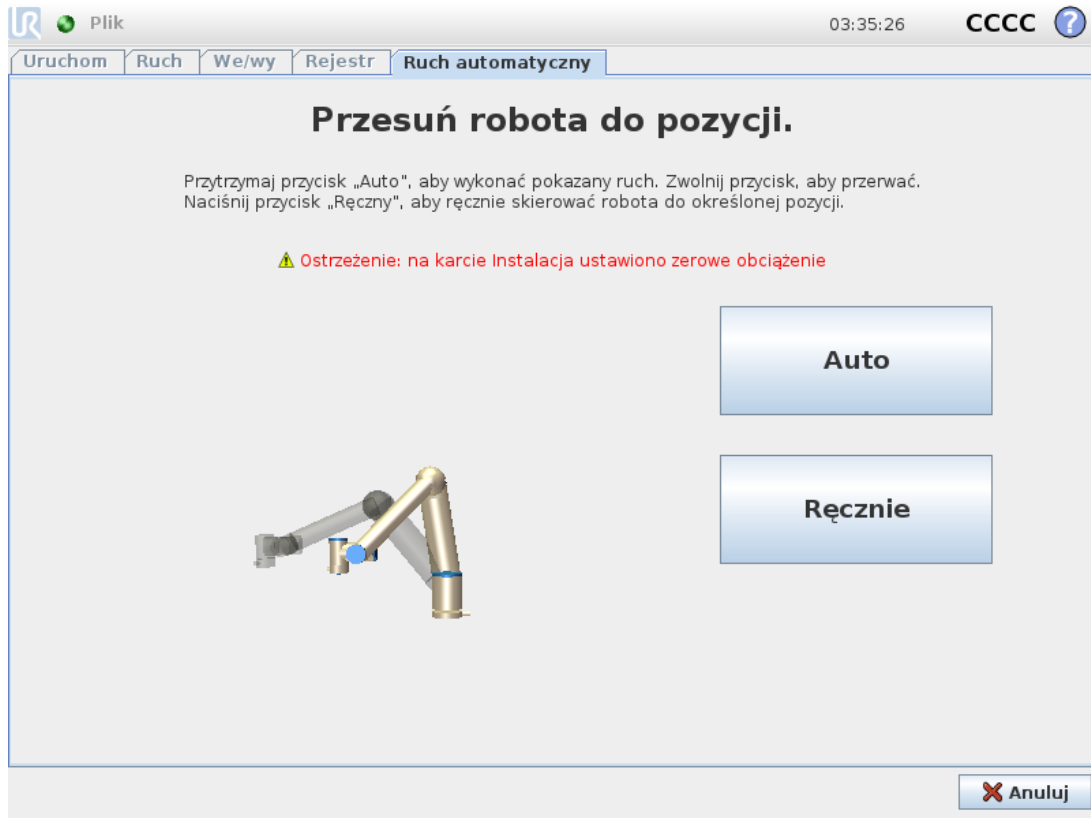 UR Plik 03:35:26 CCCC ?
Uruchom Ruch We/wy Rejestr Ruch automatyczny
Przesuń robota do pozycji.
Przytrzymaj przycisk „Auto", aby wykonać pokazany ruch. Zwolnij przycisk, aby przerwać.
Naciśnij przycisk „Ręczny", aby ręcznie skierować robota do określonej pozycji.
Ostrzeżenie: na karcie Instalacja ustawiono zerowe obciążenie
Auto
Ręcznie
Anuluj